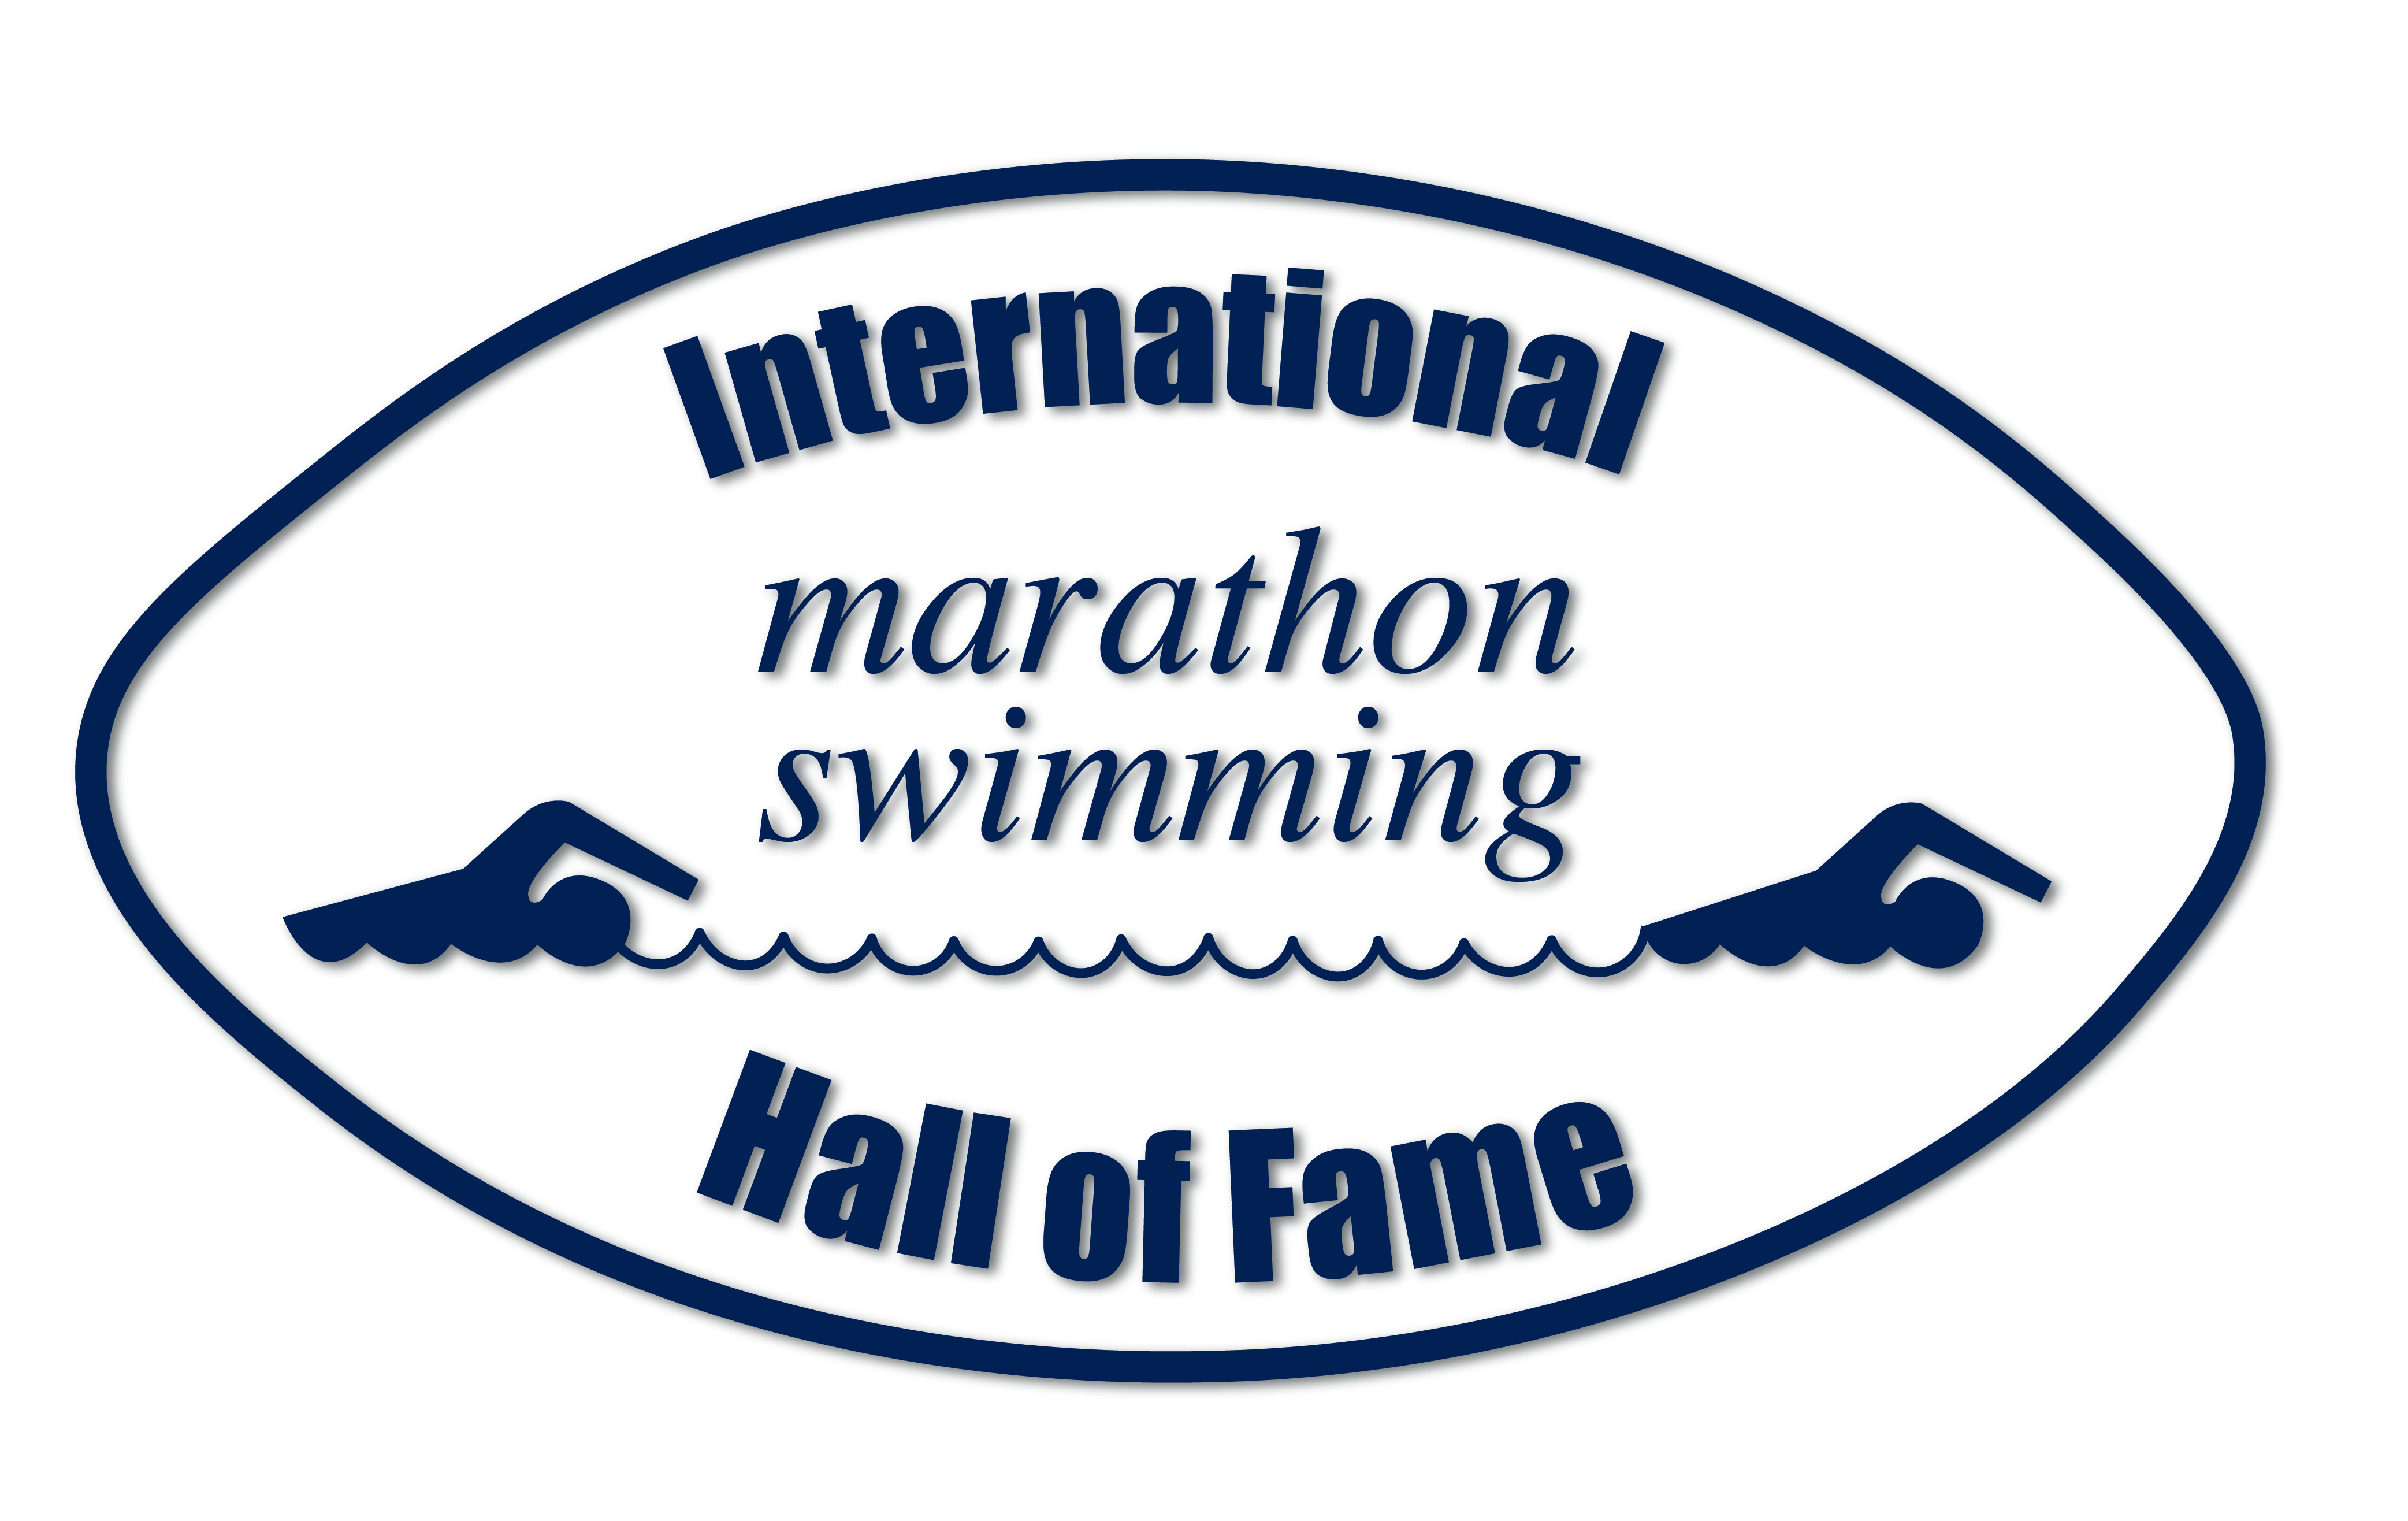 International
marathon
swimming
Hall of Fame